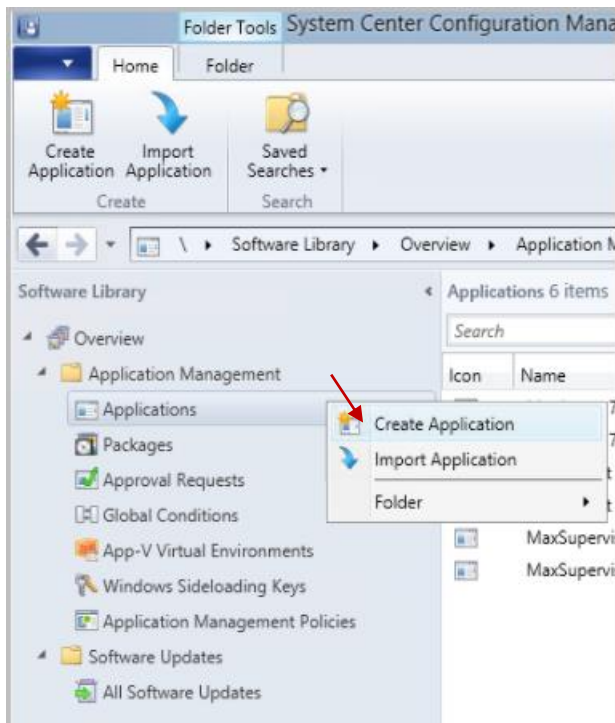 Folder Tools System Center Configuration Mana
Home Folder
Create Application
Import Application
Saved Searches
Create
Search
\ Software Library Overview Application M
Software Library
Applications 6 items
Search
Overview
Application Management
Icon Name
Applications
Create Application
7
Packages
7
Import Application
t
Approval Requests
Folder
t
Global Conditions
MaxSupervi
App-V Virtual Environments
MaxSupervi
Windows Sideloading Keys
Application Management Policies
Software Updates
All Software Updates